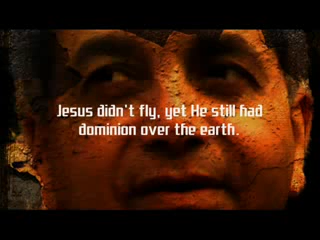 Jesus didn't fly, yet He still had
dominion over the earth.